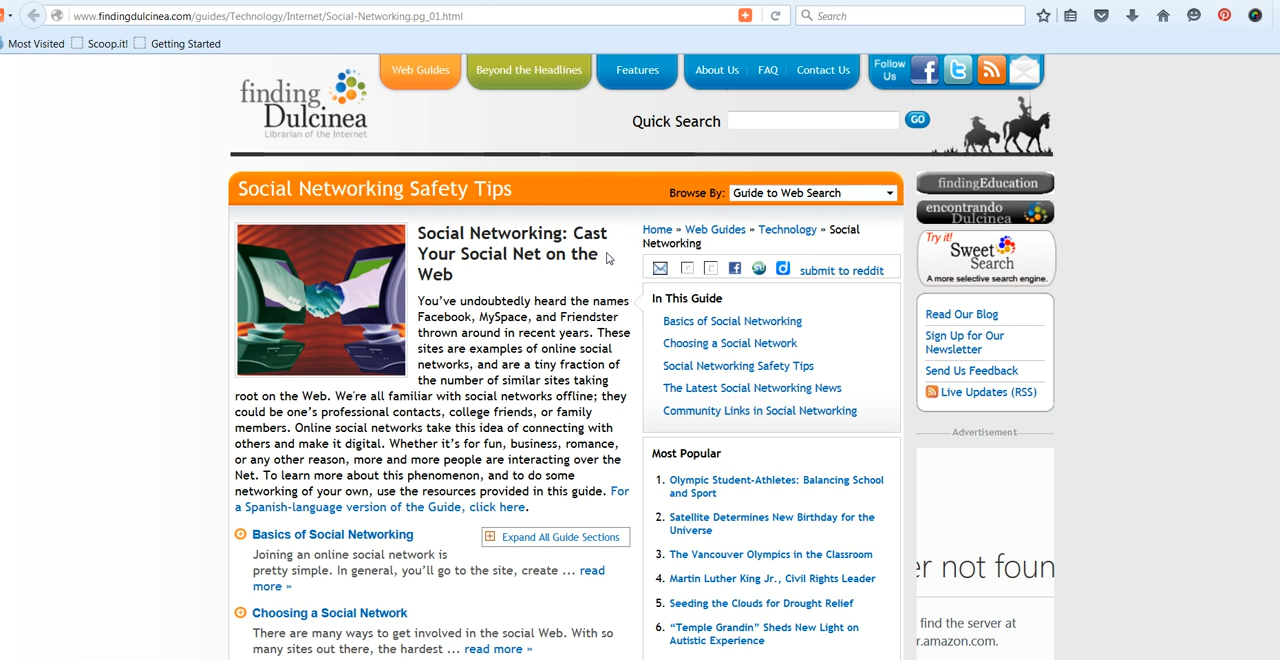 www.findingdulcinea.com/guides/Technology/Internet/Social-Networking.pg_01.html
Search
Most Visited Scoop.it! Getting Started
Web Guides Beyond the Headlines Features About Us FAQ Contact Us Follow Us
finding
Dulcinea
Librarian of the Internet
Quick Search GO
Social Networking Safety Tips
Browse By: Guide to Web Search
Social Networking: Cast
Your Social Net on the
Web
You've undoubtedly heard the names
Facebook, MySpace, and Friendster
thrown around in recent years. These
sites are examples of online social
networks, and are a tiny fraction of
the number of similar sites taking
root on the Web. We're all familiar with social networks offline; they
could be one's professional contacts, college friends, or family
members. Online social networks take this idea of connecting with
others and make it digital. Whether it's for fun, business, romance,
or any other reason, more and more people are interacting over the
Net. To learn more about this phenomenon, and to do some
networking of your own, use the resources provided in this guide. For
a Spanish-language version of the Guide, click here.
Basics of Social Networking
Expand All Guide Sections
Joining an online social network is
pretty simple. In general, you'll go to the site, create ... read
more »
Choosing a Social Network
There are many ways to get involved in the social Web. With so
many sites out there, the hardest ... read more »
Home » Web Guides » Technology » Social
Networking
submit to reddit
In This Guide
Basics of Social Networking
Choosing a Social Network
Social Networking Safety Tips
The Latest Social Networking News
Community Links in Social Networking
Most Popular
1. Olympic Student-Athletes: Balancing School
and Sport
2. Satellite Determines New Birthday for the
Universe
3. The Vancouver Olympics in the Classroom
4. Martin Luther King Jr., Civil Rights Leader
5. Seeding the Clouds for Drought Relief
6. "Temple Grandin" Sheds New Light on
Autistic Experience
findingEducation
encontrando
Dulcinea
Try it!
Sweet
Search
A more selective search engine.
Read Our Blog
Sign Up for Our
Newsletter
Send Us Feedback
Live Updates (RSS)
Advertisement
er not foun
find the server at
r.amazon.com.